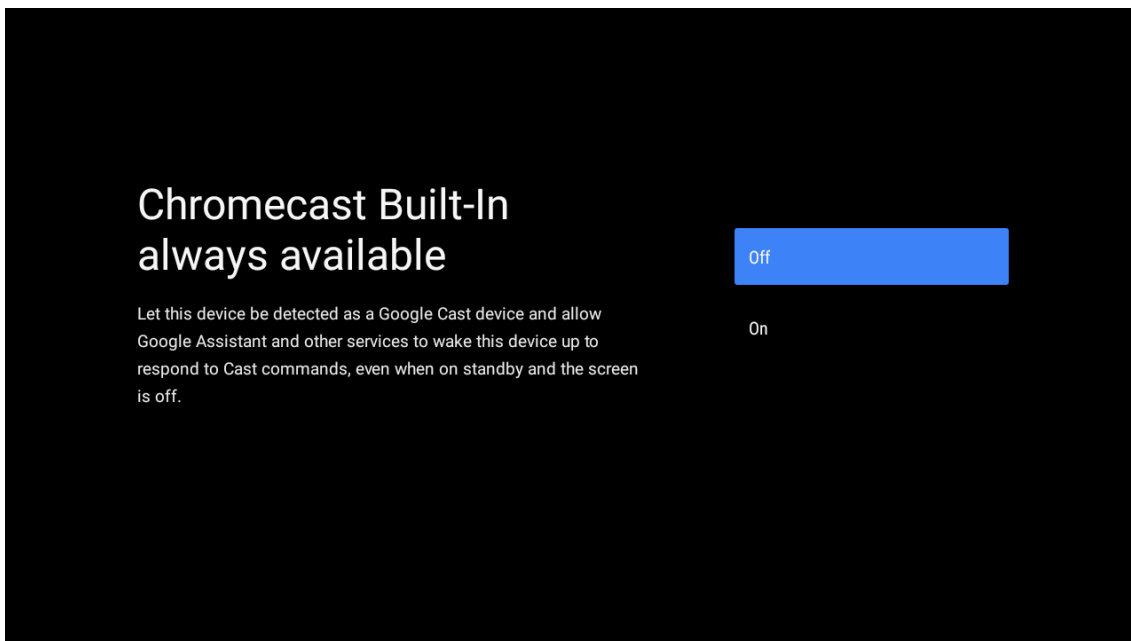 Chromecast Built-In
always available
Let this device be detected as a Google Cast device and allow
Google Assistant and other services to wake this device up to
respond to Cast commands, even when on standby and the screen
is off.
Off
On